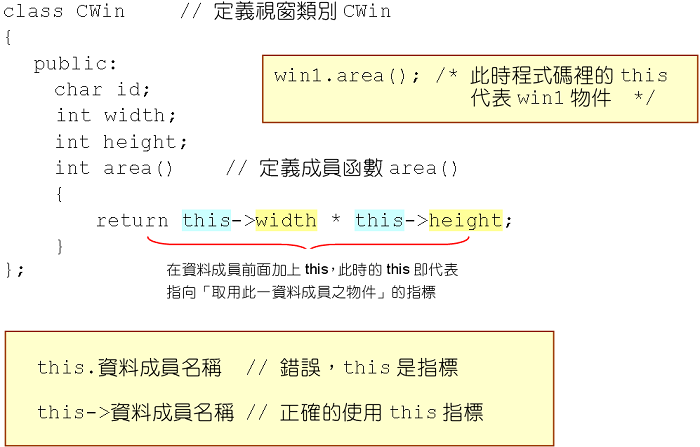 class CWin // 定義視窗類別 CWin
{
public:
char id;
int width;
int height;
int area() // 定義成員函數 area()
{
return this->width * this->height;
}
};
win1.area(); /* 此時程式碼裡的 this
代表 win1 物件 */
在資料成員前面加上 this，此時的 this 即代表
指向「取用此一資料成員之物件」的指標
this.資料成員名稱 // 錯誤，this 是指標
this->資料成員名稱 // 正確的使用 this 指標